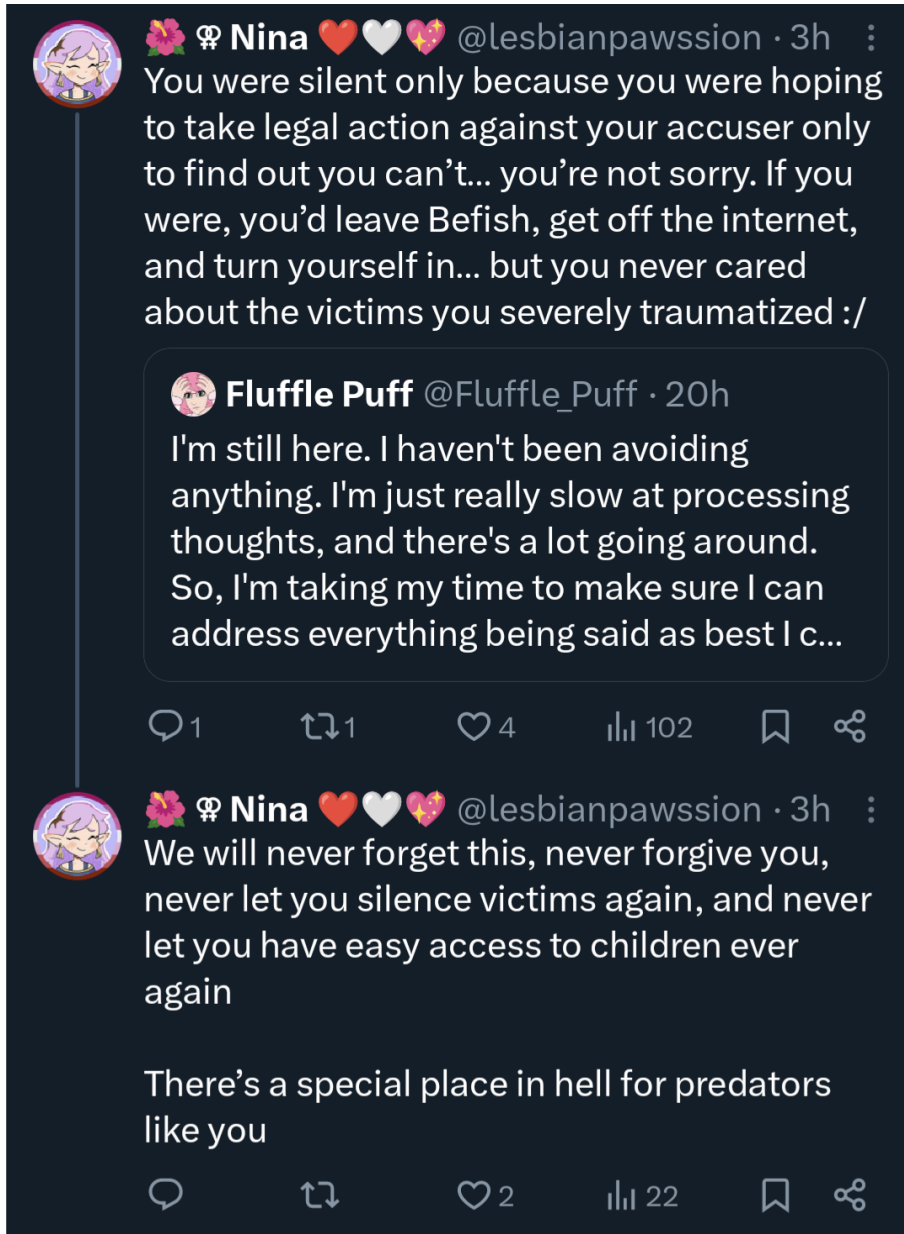 🌺 ⚢ Nina ❤️🤍💖 @lesbianpawssion · 3h
You were silent only because you were hoping
to take legal action against your accuser only
to find out you can’t... you’re not sorry. If you
were, you’d leave Befish, get off the internet,
and turn yourself in... but you never cared
about the victims you severely traumatized :/
Fluffle Puff @Fluffle_Puff · 20h
I'm still here. I haven't been avoiding
anything. I'm just really slow at processing
thoughts, and there's a lot going around.
So, I'm taking my time to make sure I can
address everything being said as best I c...
1 1 4 102
🌺 ⚢ Nina ❤️🤍💖 @lesbianpawssion · 3h
We will never forget this, never forgive you,
never let you silence victims again, and never
let you have easy access to children ever
again
There’s a special place in hell for predators
like you
2 22